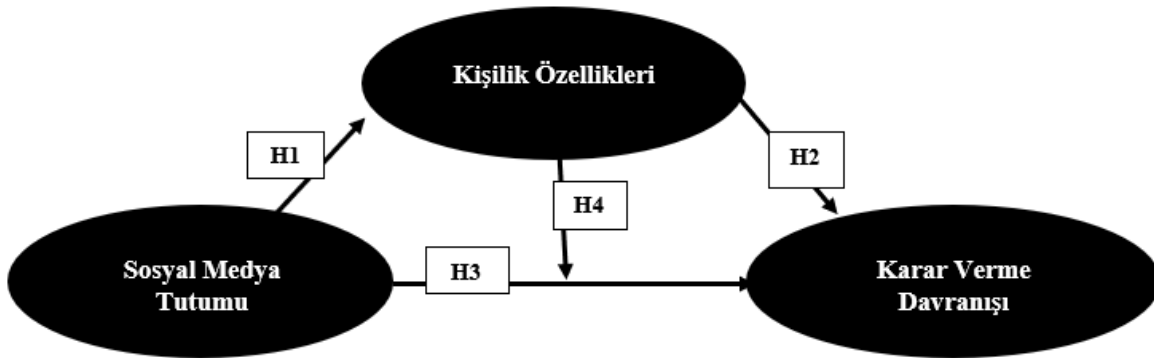 Kişilik Özellikleri
H1
H2
H4
Sosyal Medya
Tutumu
H3
Karar Verme
Davranışı